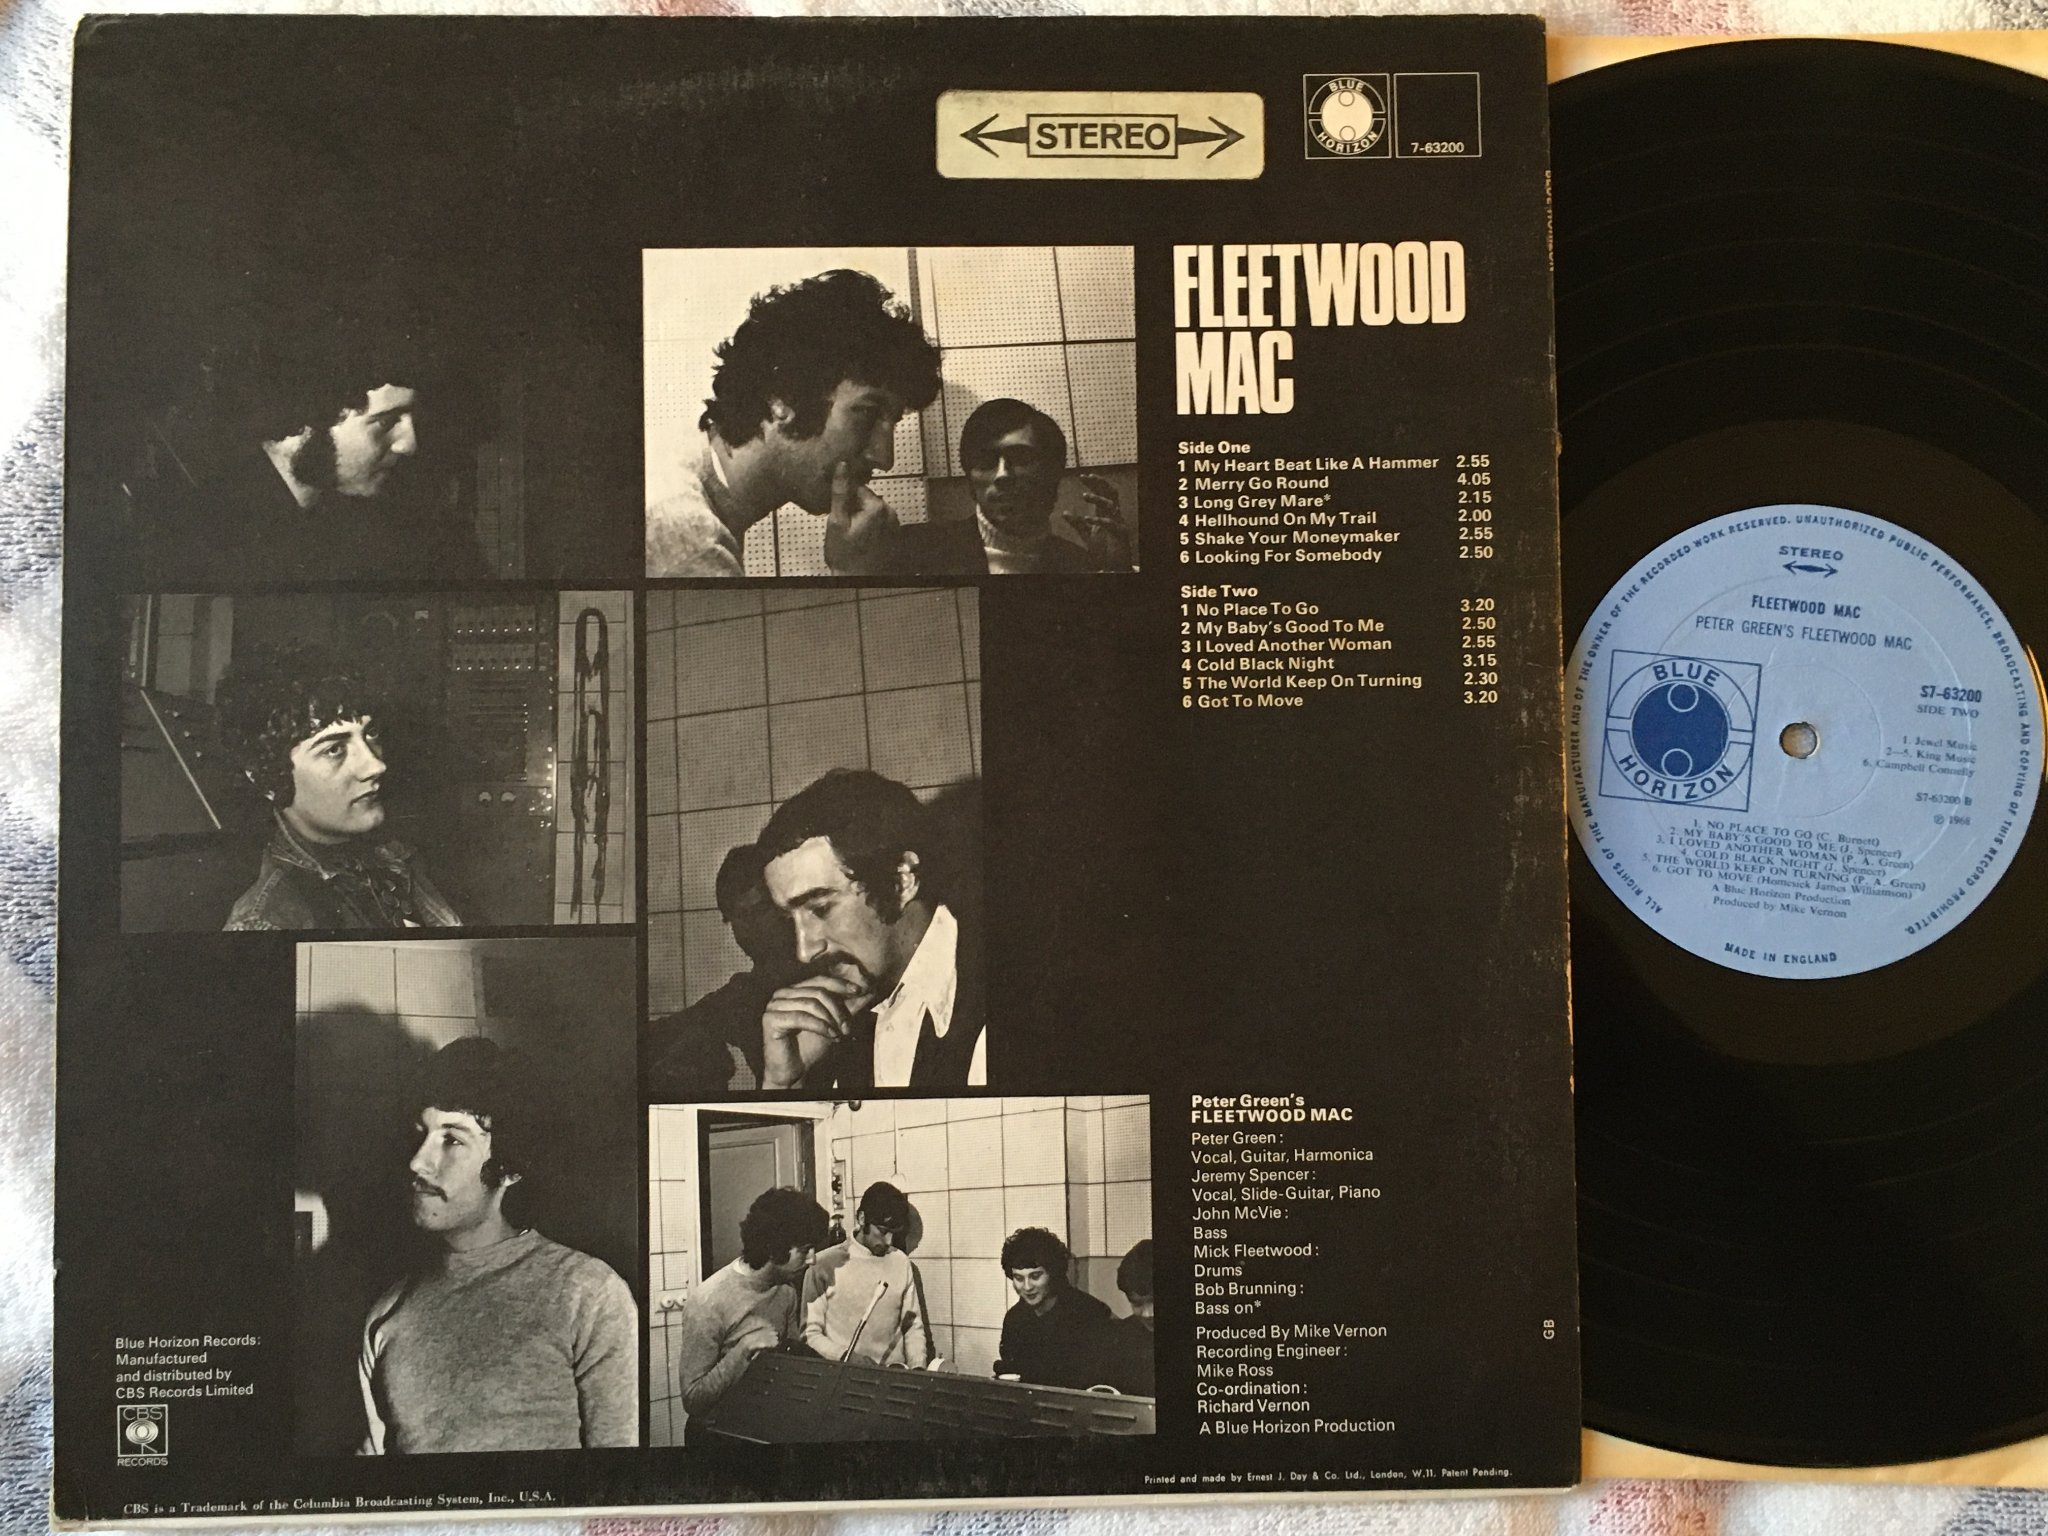 STEREO
BLUE
HORIZON
7-63200
FLEETWOOD
MAC
Side One
1 My Heart Beat Like A Hammer 2.55
2 Merry Go Round 4.05
3 Long Grey Mare* 2.15
4 Hellhound On My Trail 2.00
5 Shake Your Moneymaker 2.55
6 Looking For Somebody 2.50
Side Two
1 No Place To Go 3.20
2 My Baby's Good To Me 2.50
3 I Loved Another Woman 2.55
4 Cold Black Night 3.15
5 The World Keep On Turning 2.30
6 Got To Move 3.20
Peter Green's
FLEETWOOD MAC
Peter Green:
Vocal, Guitar, Harmonica
Jeremy Spencer:
Vocal, Slide-Guitar, Piano
John McVie:
Bass
Mick Fleetwood:
Drums
Bob Brunning:
Bass on*
Produced By Mike Vernon
Recording Engineer:
Mike Ross
Co-ordination:
Richard Vernon
A Blue Horizon Production
GB
Blue Horizon Records:
Manufactured
and distributed by
CBS Records Limited
CBS
RECORDS
CBS is a Trademark of the Columbia Broadcasting System, Inc., U.S.A.
Printed and made by Ernest J. Day & Co. Ltd., London, W.11. Patent Pending.
BLUE HORIZON
ALL RIGHTS OF THE MANUFACTURER AND OF THE OWNER OF THE RECORDED WORK RESERVED. UNAUTHORIZED PUBLIC PERFORMANCE, BROADCASTING AND COPYING OF THIS RECORD PROHIBITED.
STEREO
FLEETWOOD MAC
PETER GREEN'S FLEETWOOD MAC
BLUE
HORIZON
S7-63200
SIDE TWO
1. Jewel Music
2—5. King Music
6. Campbell Connelly
S7-63200 B
℗ 1968
1. NO PLACE TO GO (C. Burnett)
2. MY BABY'S GOOD TO ME (J. Spencer)
3. I LOVED ANOTHER WOMAN (P. A. Green)
4. COLD BLACK NIGHT (J. Spencer)
5. THE WORLD KEEP ON TURNING (P. A. Green)
6. GOT TO MOVE (Homesick James Williamson)
A Blue Horizon Production
Produced by Mike Vernon
MADE IN ENGLAND